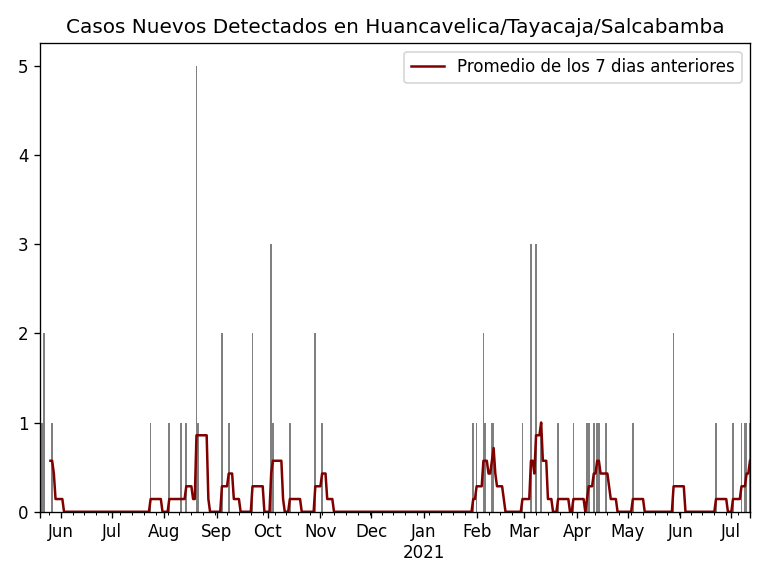 Casos Nuevos Detectados en Huancavelica/Tayacaja/Salcabamba
Promedio de los 7 dias anteriores
5
4
3
2
1
0
Jun Jul Aug Sep Oct Nov Dec Jan Feb Mar Apr May Jun Jul
2021